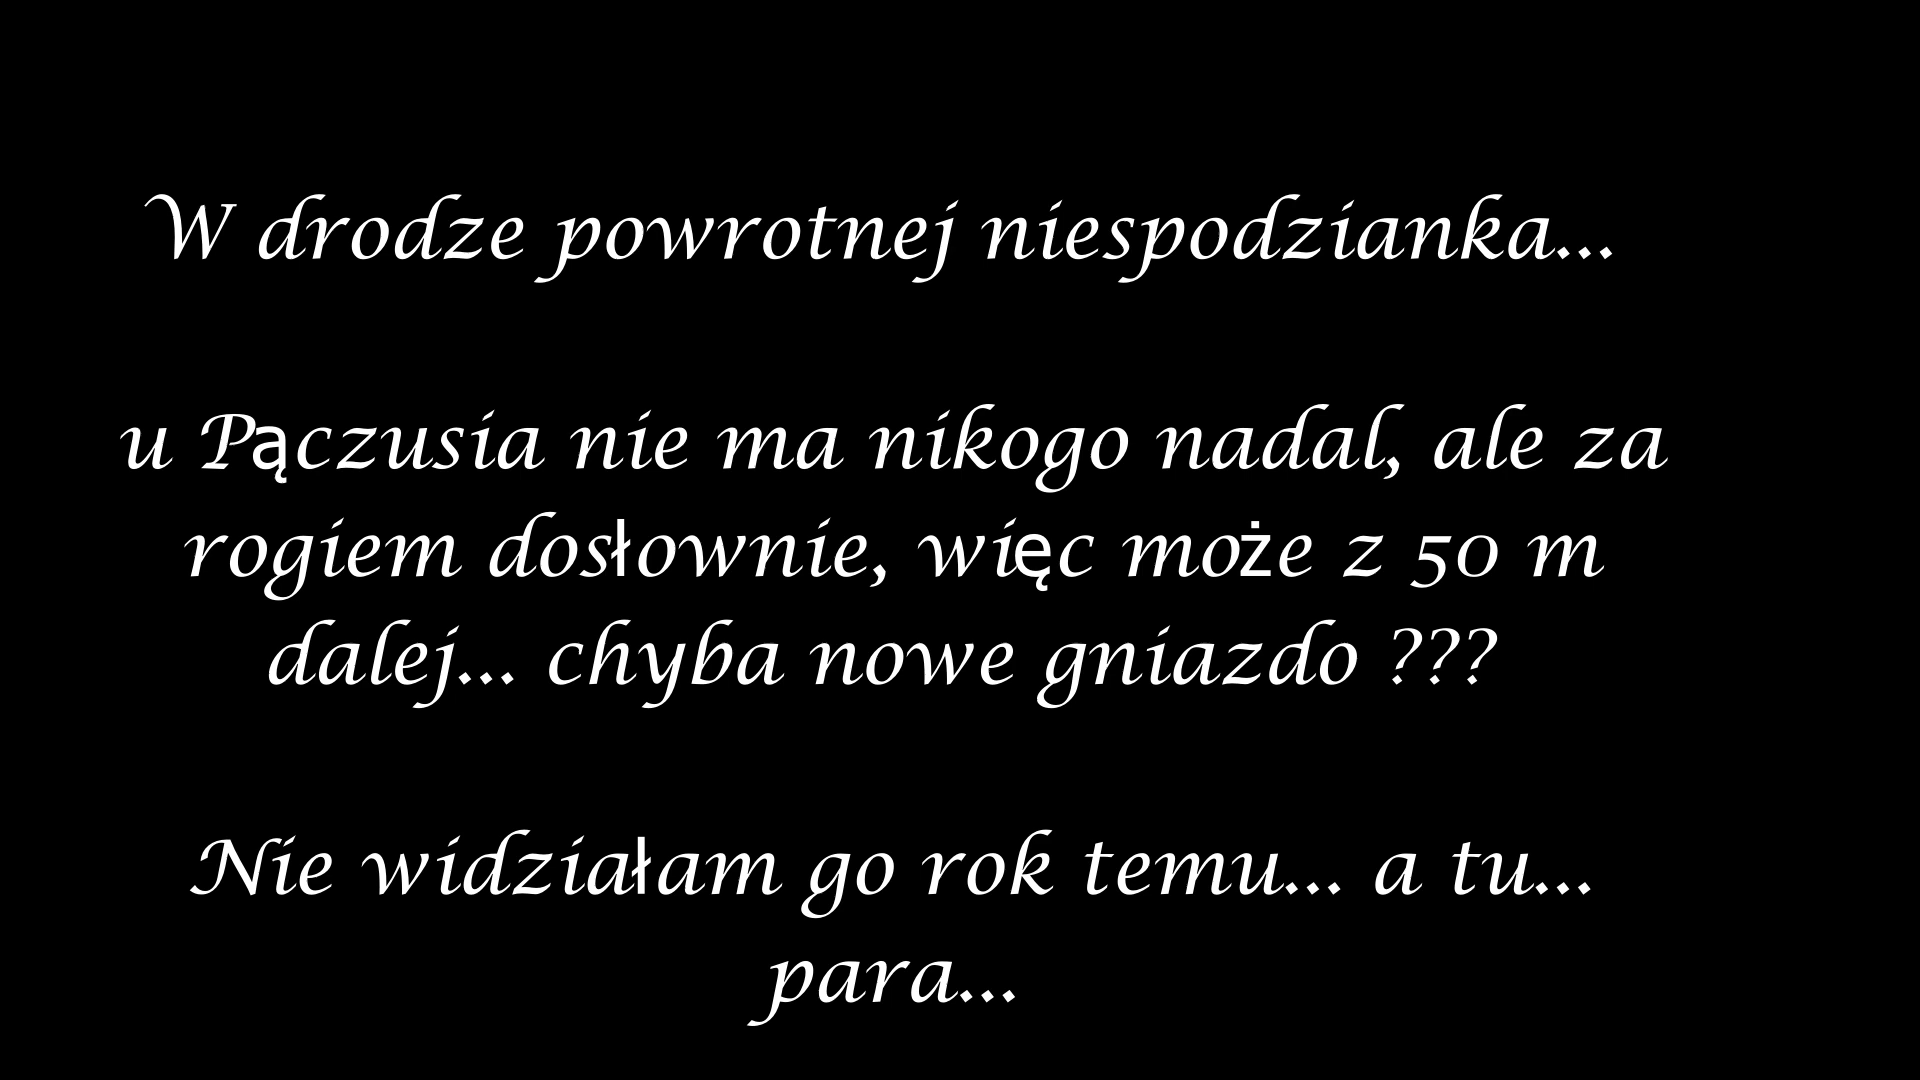 W drodze powrotnej niespodzianka...
u Pączusia nie ma nikogo nadal, ale za
rogiem dosłownie, więc może z 50 m
dalej... chyba nowe gniazdo ???
Nie widziałam go rok temu... a tu...
para...